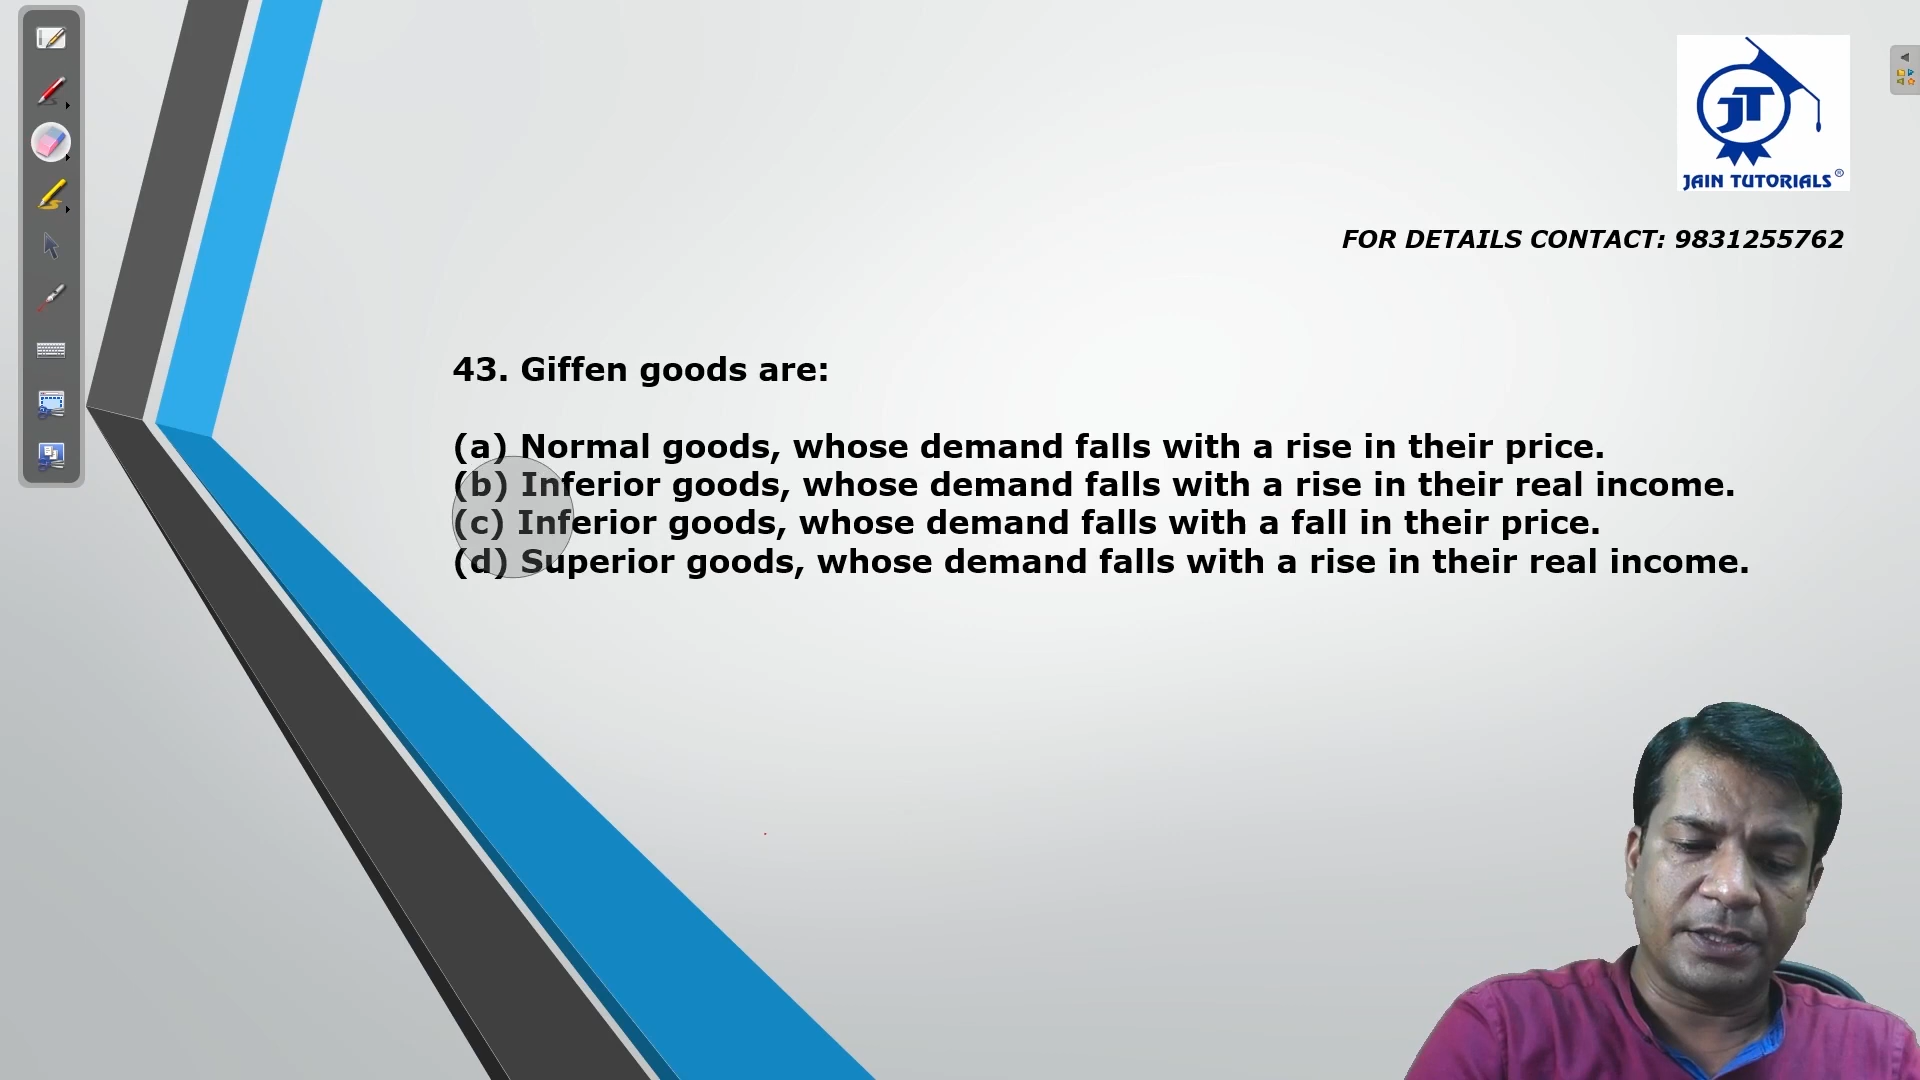 JT
JAIN TUTORIALS®
FOR DETAILS CONTACT: 9831255762
43. Giffen goods are:
(a) Normal goods, whose demand falls with a rise in their price.
(b) Inferior goods, whose demand falls with a rise in their real income.
(c) Inferior goods, whose demand falls with a fall in their price.
(d) Superior goods, whose demand falls with a rise in their real income.